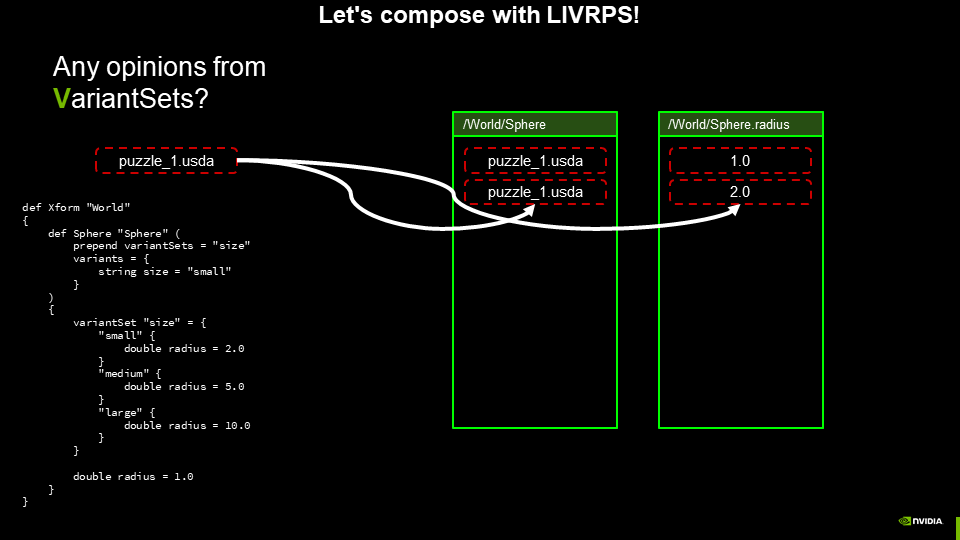 Let's compose with LIVRPS!
Any opinions from
VariantSets?
puzzle_1.usda
def Xform "World"
{
    def Sphere "Sphere" (
        prepend variantSets = "size"
        variants = {
            string size = "small"
        }
    )
    {
        variantSet "size" = {
            "small" {
                double radius = 2.0
            }
            "medium" {
                double radius = 5.0
            }
            "large" {
                double radius = 10.0
            }
        }

        double radius = 1.0
    }
}
/World/Sphere
puzzle_1.usda
puzzle_1.usda
/World/Sphere.radius
1.0
2.0
NVIDIA